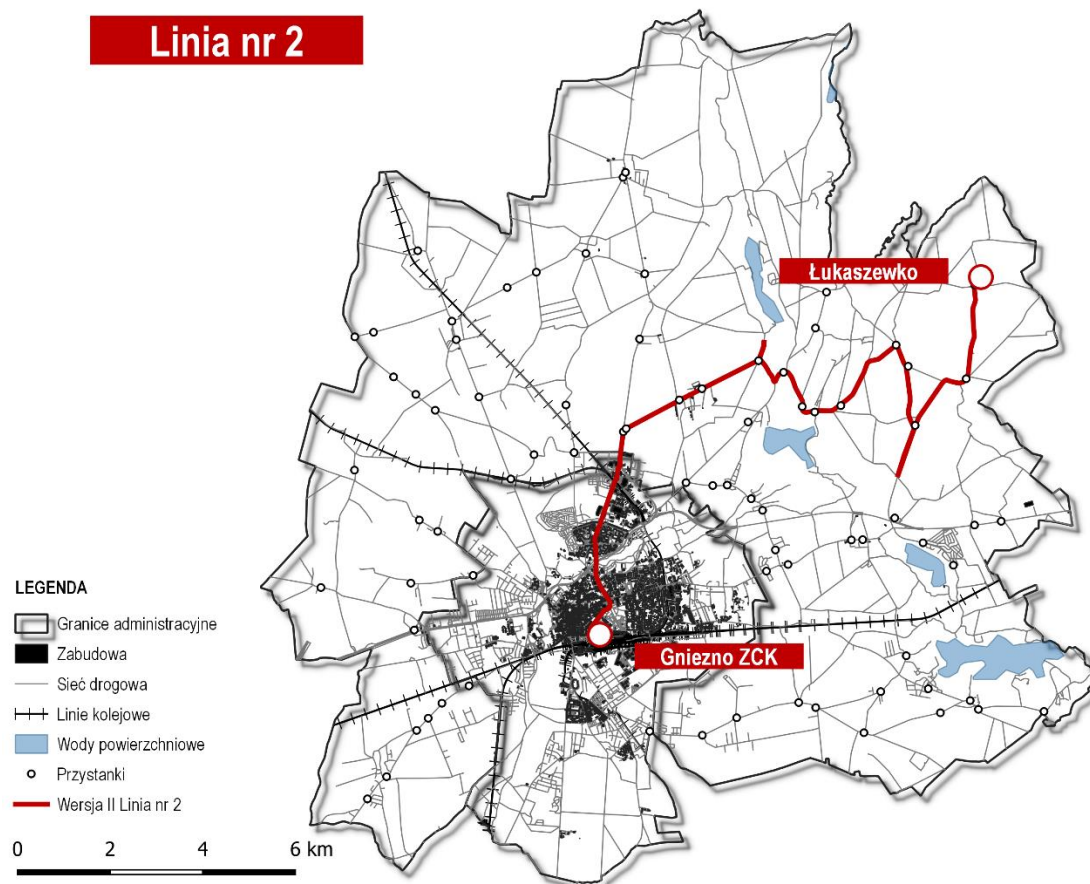 Linia nr 2
Łukaszewko
Gniezno ZCK
LEGENDA
Granice administracyjne
Zabudowa
Sieć drogowa
Linie kolejowe
Wody powierzchniowe
Przystanki
Wersja II Linia nr 2
0 2 4 6 km